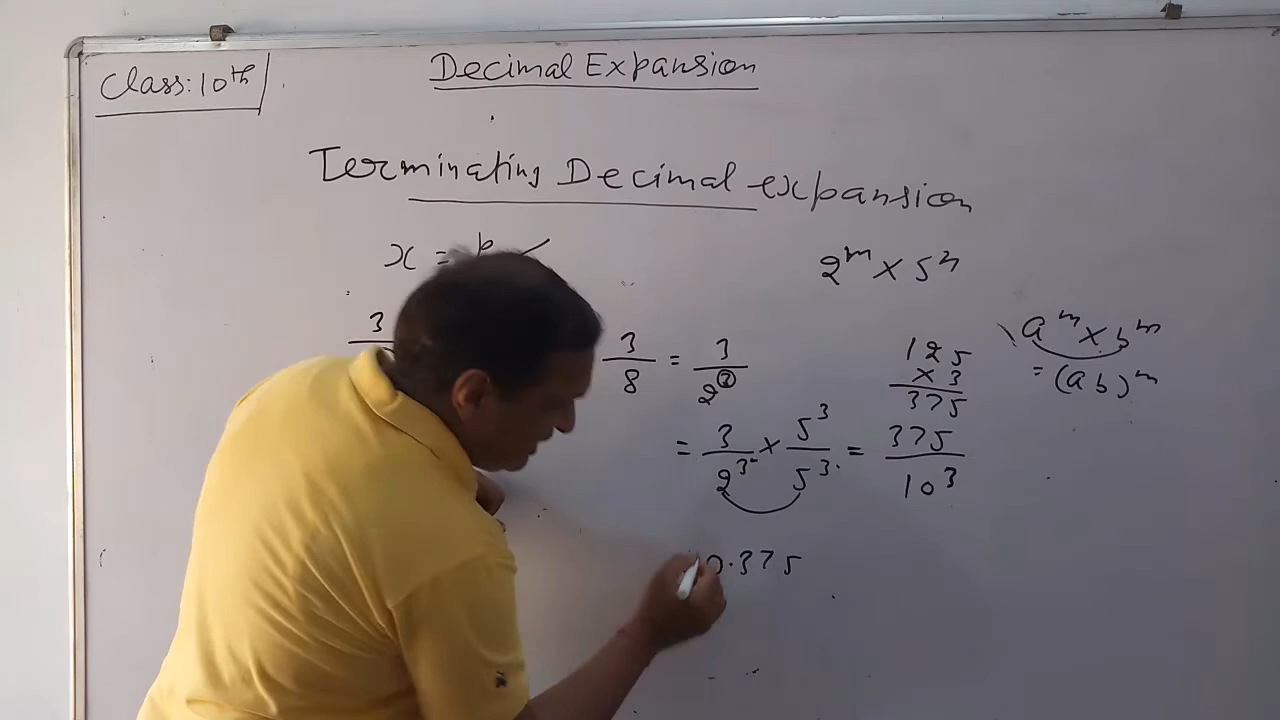 Class: 10th
Decimal Expansion
Terminating Decimal expansion
x = p
2^m × 5^n
3
3/8 = 3/2^3
125
× 3
375
a^m × b^m
= (ab)^m
= 3/2^3 × 5^3/5^3 = 375/10^3
0.375